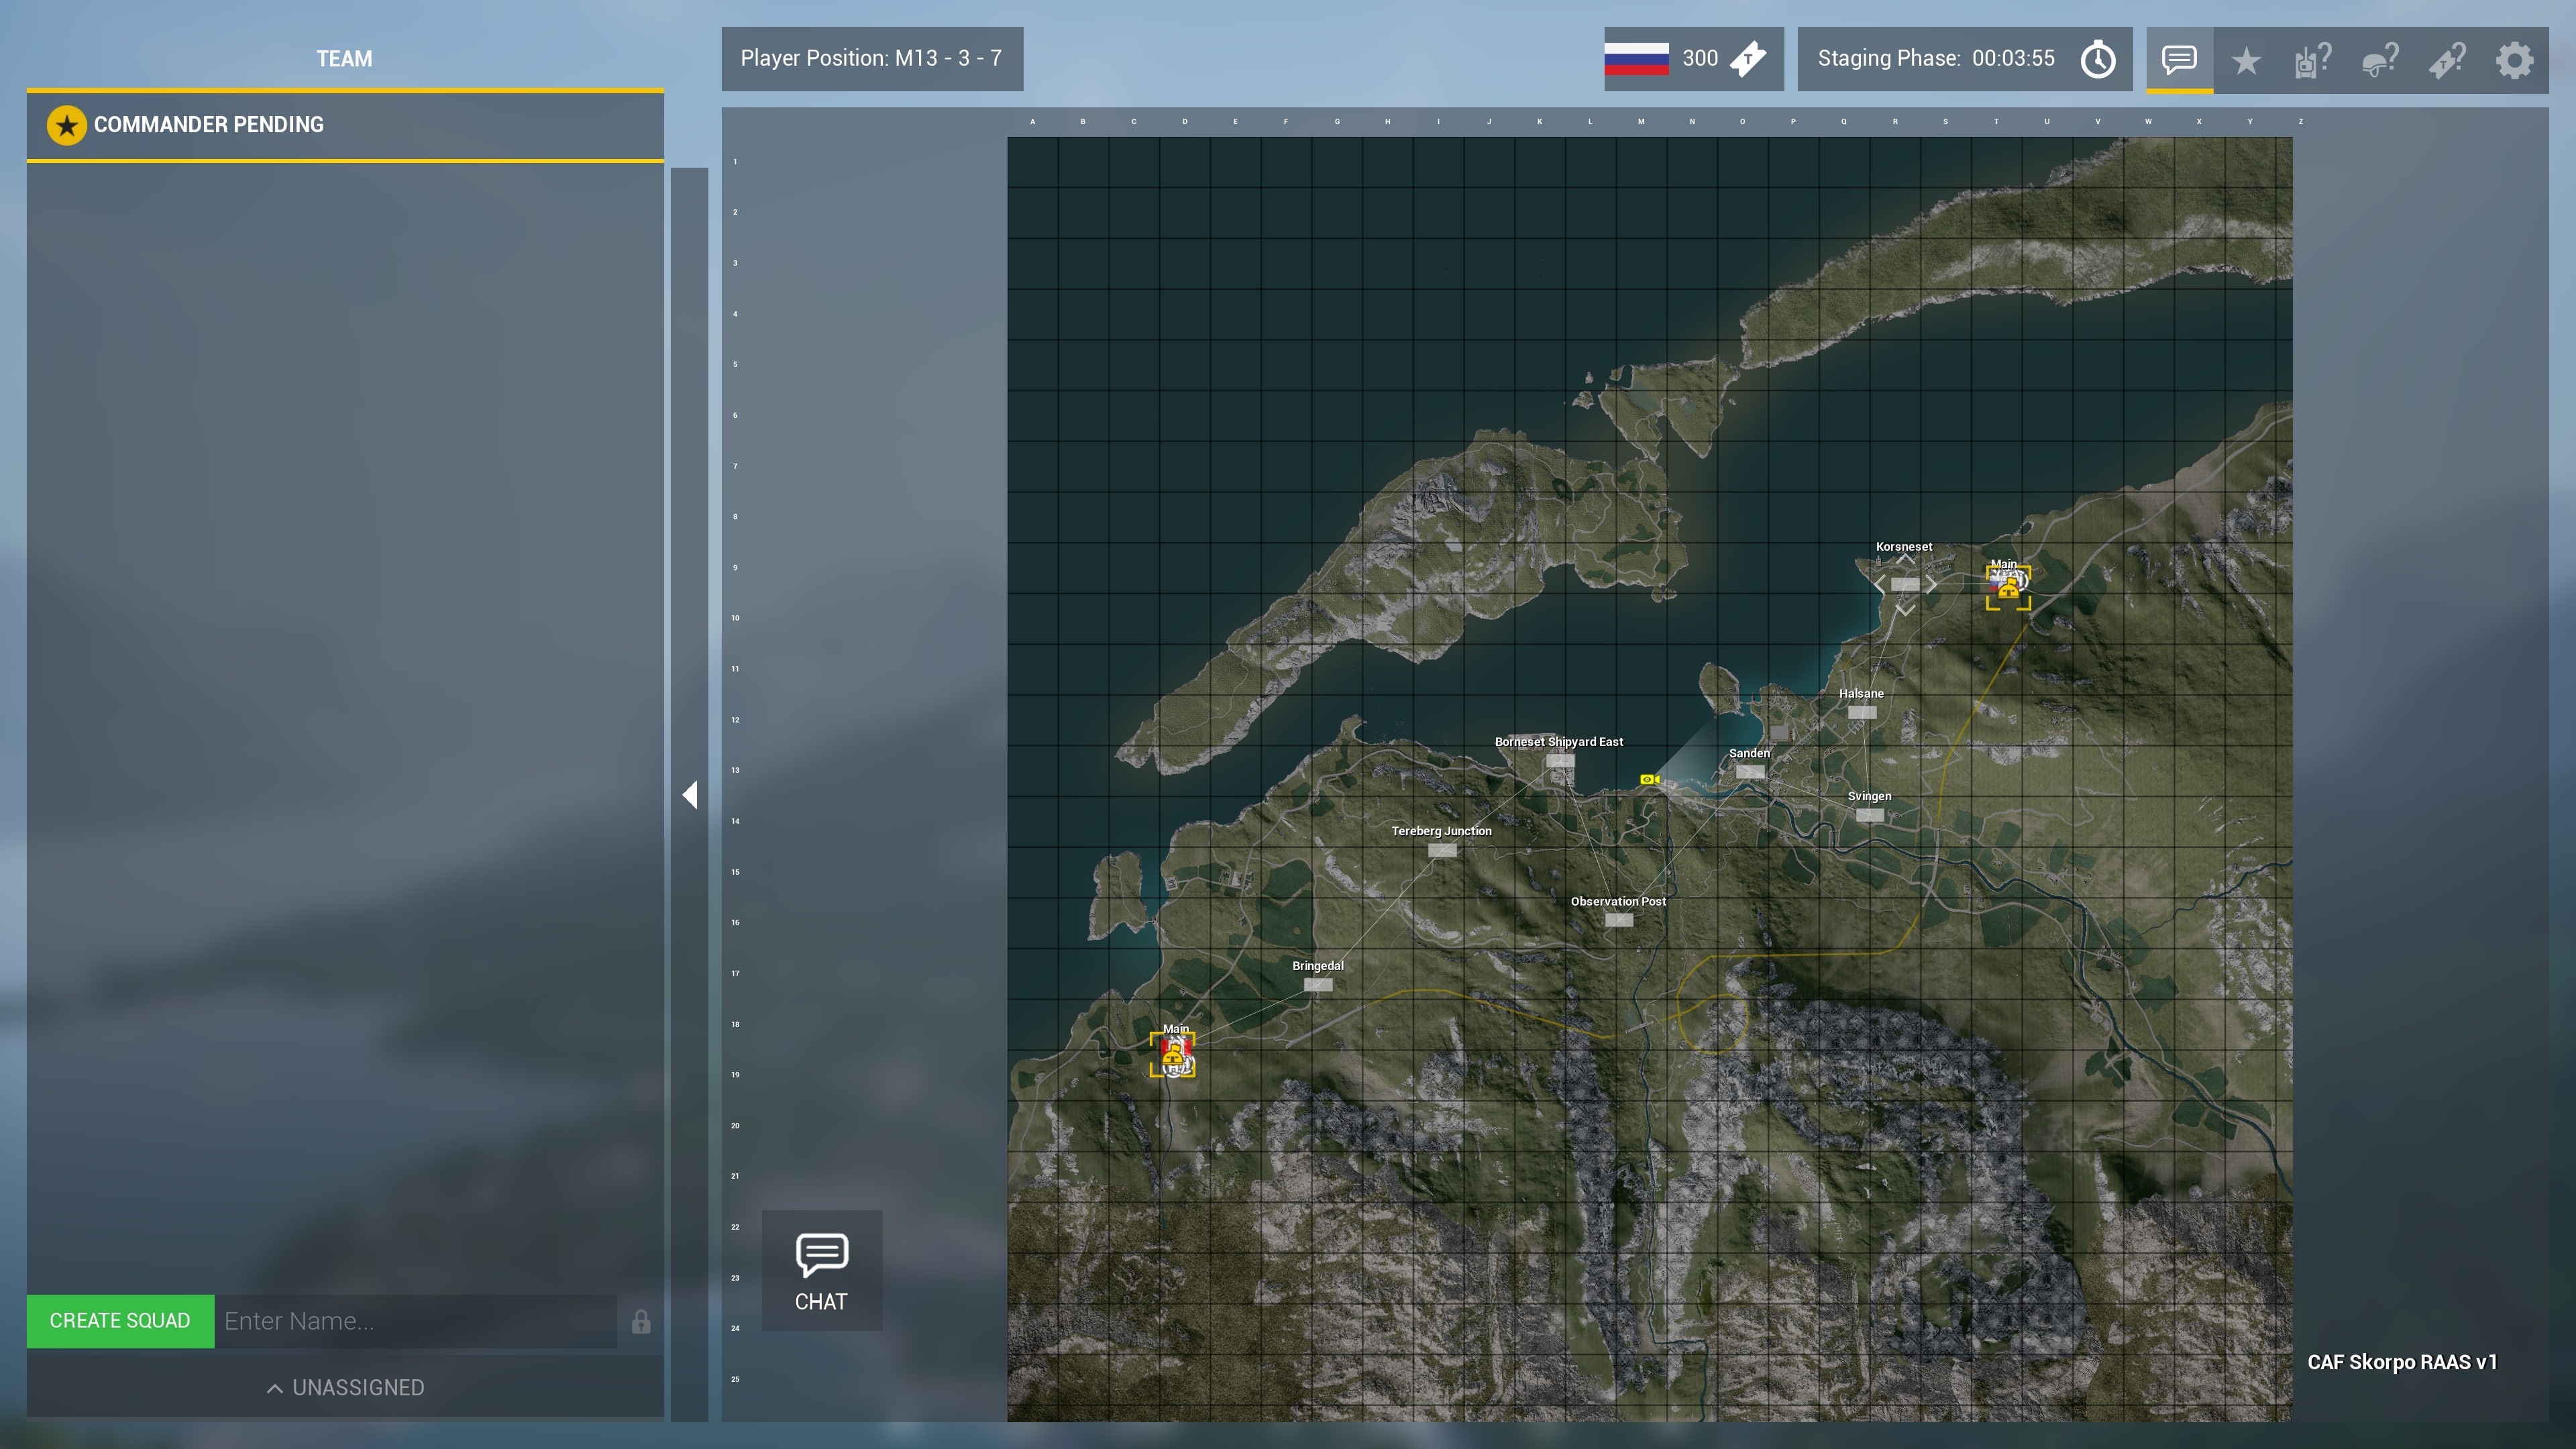 TEAM
Player Position: M13 - 3 - 7
300
T
Staging Phase: 00:03:55
COMMANDER PENDING
A B C D E F G H I J K L M N O P Q R S T U V W X Y Z
1
2
3
4
5
6
7
8
9
10
11
12
13
14
15
16
17
18
19
20
21
22
23
24
25
Korsneset
Main
Halsane
Borneset Shipyard East
Sanden
Svingen
Tereberg Junction
Observation Post
Bringedal
Main
CHAT
CREATE SQUAD
Enter Name...
UNASSIGNED
CAF Skorpo RAAS v1